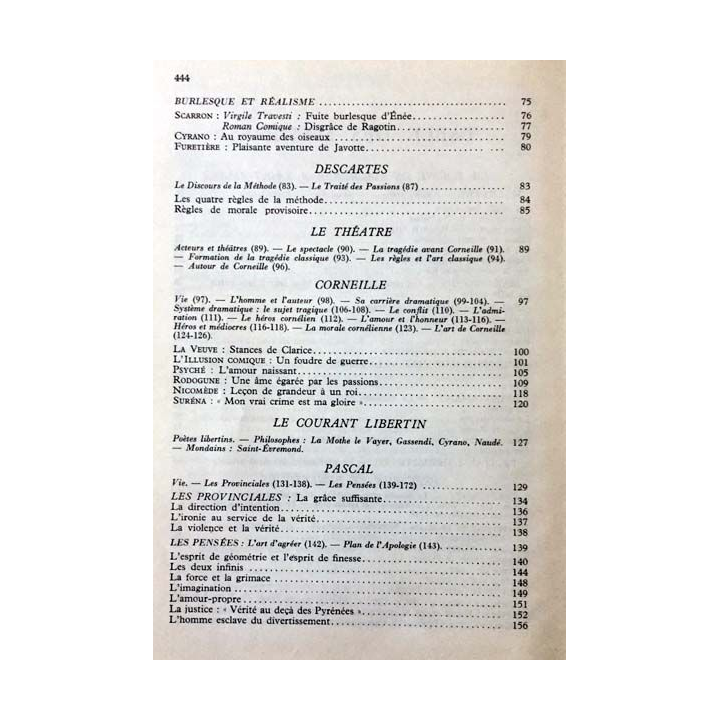 444
BURLESQUE ET RÉALISME ........ 75
SCARRON : Virgile Travesti : Fuite burlesque d'Énée ........ 76
Roman Comique : Disgrâce de Ragotin ........ 77
CYRANO : Au royaume des oiseaux ........ 79
FURETIÈRE : Plaisante aventure de Javotte ........ 80
DESCARTES
Le Discours de la Méthode (83). — Le Traité des Passions (87) ........ 83
Les quatre règles de la méthode ........ 84
Règles de morale provisoire ........ 85
LE THÉATRE
Acteurs et théâtres (89). — Le spectacle (90). — La tragédie avant Corneille (91). 89
— Formation de la tragédie classique (93). — Les règles et l'art classique (94).
— Autour de Corneille (96).
CORNEILLE
Vie (97). — L'homme et l'auteur (98). — Sa carrière dramatique (99-104). — 97
Système dramatique : le sujet tragique (106-108). — Le conflit (110). — L'admi-
ration (111). — Le héros cornélien (112). — L'amour et l'honneur (113-116). —
Héros et médiocres (116-118). — La morale cornélienne (123). — L'art de Corneille
(124-126).
LA VEUVE : Stances de Clarice ........ 100
L'ILLUSION COMIQUE : Un foudre de guerre ........ 101
PSYCHÉ : L'amour naissant ........ 105
RODOGUNE : Une âme égarée par les passions ........ 109
NICOMÈDE : Leçon de grandeur à un roi ........ 118
SURÉNA : « Mon vrai crime est ma gloire » ........ 120
LE COURANT LIBERTIN
Poètes libertins. — Philosophes : La Mothe le Vayer, Gassendi, Cyrano, Naudé. 127
— Mondains : Saint-Évremond.
PASCAL
Vie. — Les Provinciales (131-138). — Les Pensées (139-172) ........ 129
LES PROVINCIALES : La grâce suffisante ........ 134
La direction d'intention ........ 136
L'ironie au service de la vérité ........ 137
La violence et la vérité ........ 138
LES PENSÉES : L'art d'agréer (142). — Plan de l'Apologie (143). ........ 139
L'esprit de géométrie et l'esprit de finesse ........ 140
Les deux infinis ........ 144
La force et la grimace ........ 148
L'imagination ........ 149
L'amour-propre ........ 151
La justice : « Vérité au deçà des Pyrénées » ........ 152
L'homme esclave du divertissement ........ 156